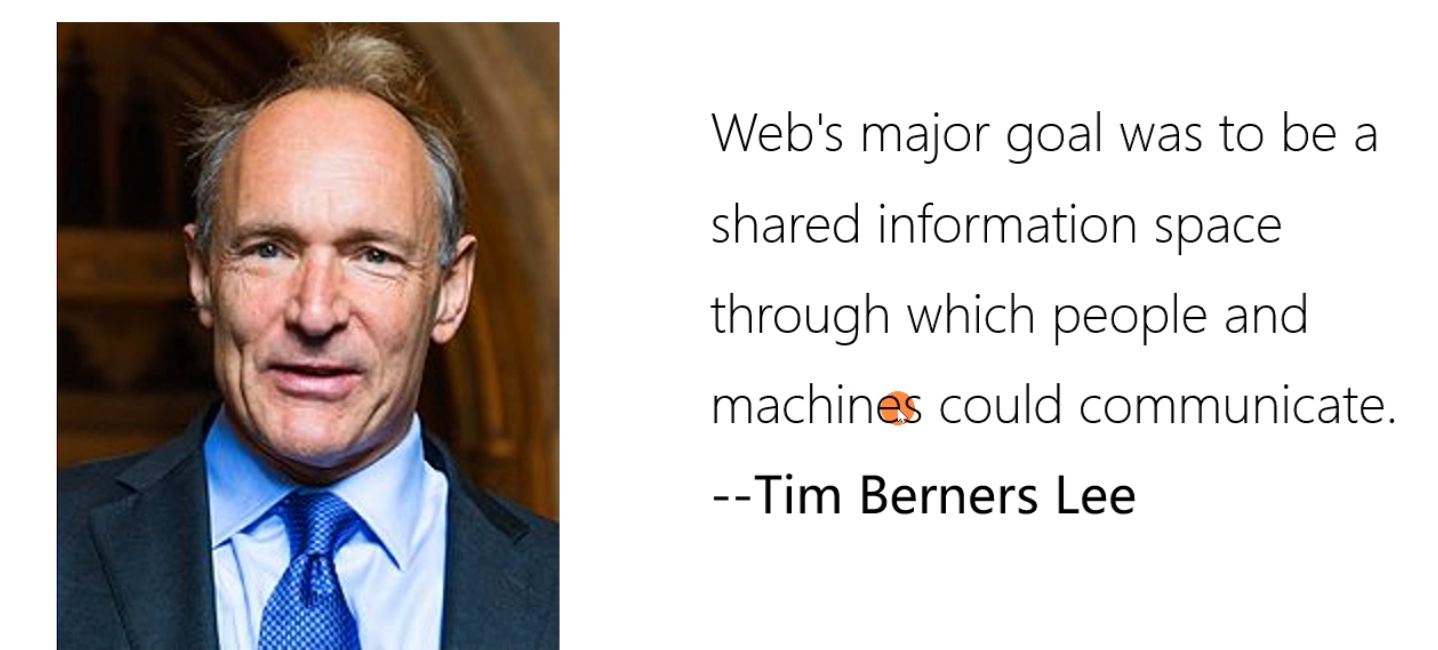 Web's major goal was to be a
shared information space
through which people and
machines could communicate.
--Tim Berners Lee